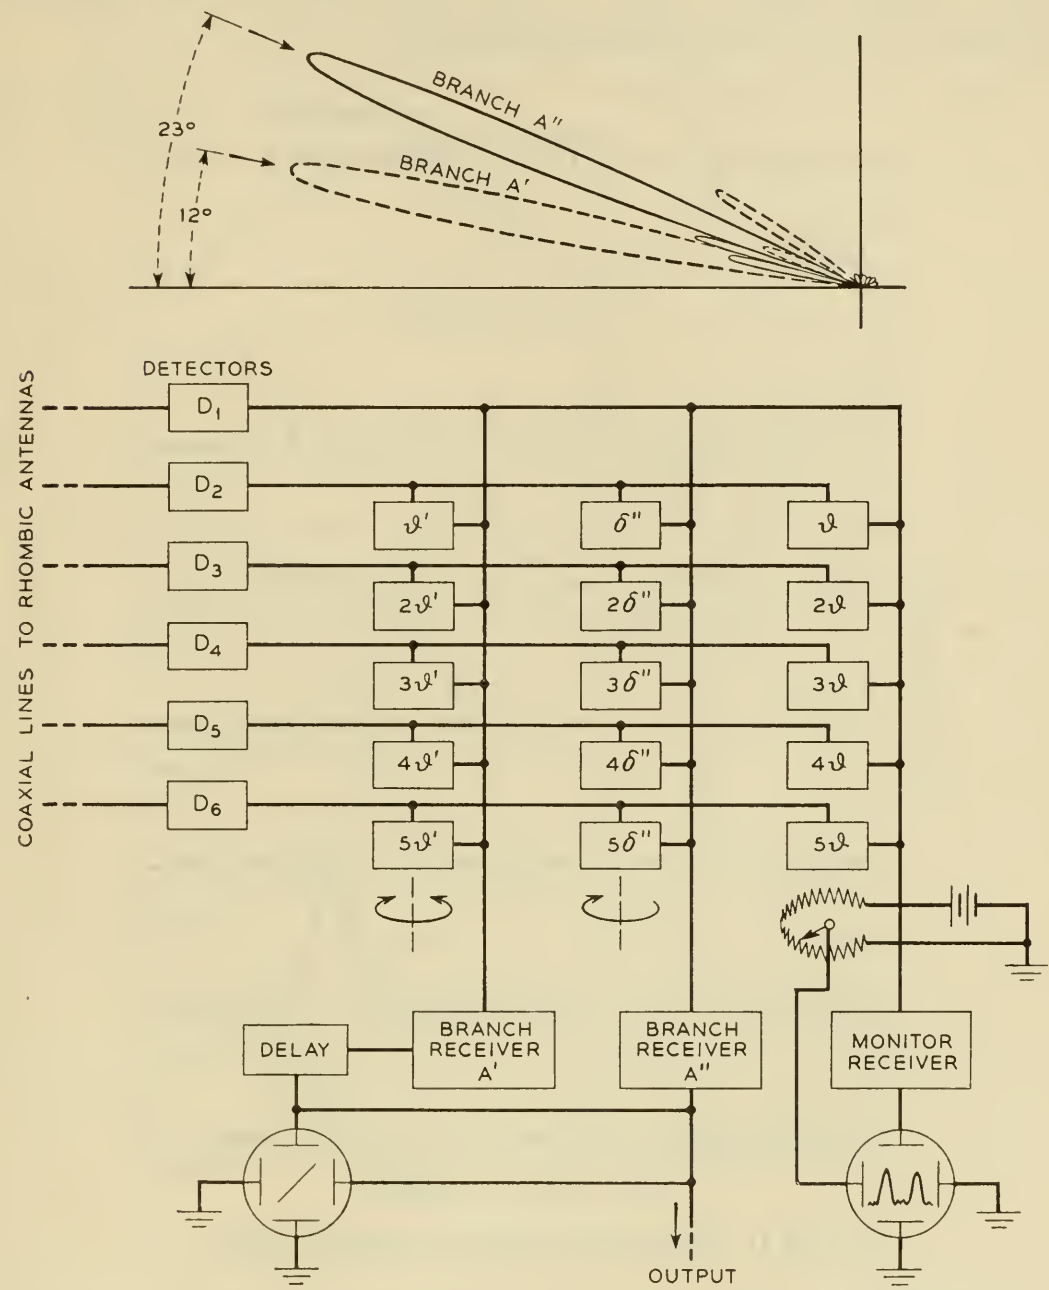 BRANCH A"
23°
BRANCH A'
12°
COAXIAL LINES TO RHOMBIC ANTENNAS
DETECTORS
D1
D2
ϑ' δ" ϑ
D3
2ϑ' 2δ" 2ϑ
D4
3ϑ' 3δ" 3ϑ
D5
4ϑ' 4δ" 4ϑ
D6
5ϑ' 5δ" 5ϑ
DELAY
BRANCH
RECEIVER
A'
BRANCH
RECEIVER
A"
MONITOR
RECEIVER
OUTPUT